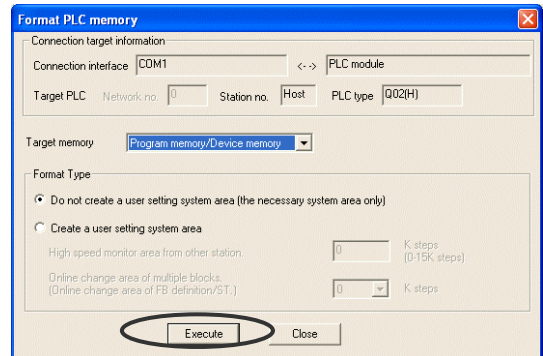 Format PLC memory
Connection target information
Connection interface COM1 <--> PLC module
Target PLC Network no. 0 Station no. Host PLC type Q02(H)
Target memory Program memory/Device memory
Format Type
Do not create a user setting system area (the necessary system area only)
Create a user setting system area
High speed monitor area from other station. 0 K steps
(0-15K steps)
Online change area of multiple blocks.
(Online change area of FB definition/ST.) 0 K steps
Execute Close